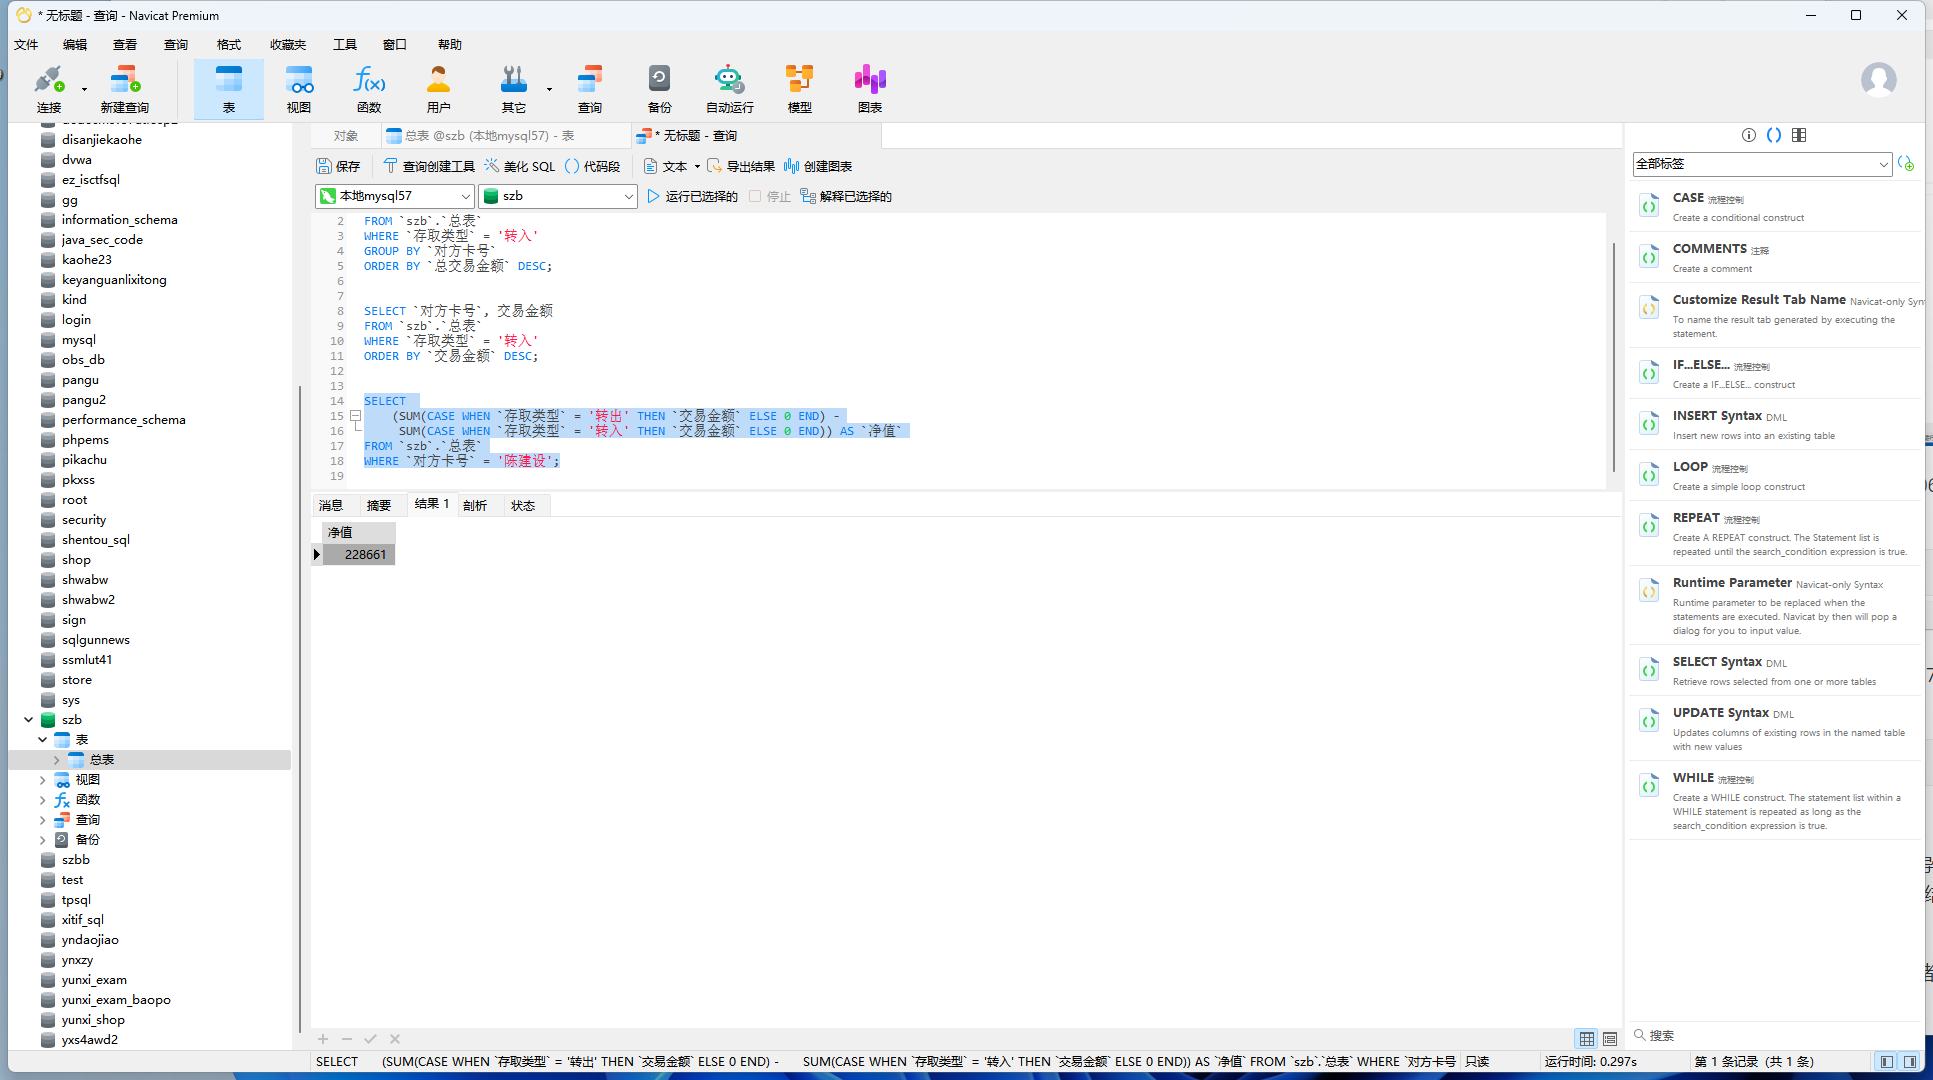 * 无标题 - 查询 - Navicat Premium
文件 编辑 查看 查询 格式 收藏夹 工具 窗口 帮助
连接 新建查询 表 视图 函数 用户 其它 查询 备份 自动运行 模型 图表
disanjiekaohe
dvwa
ez_isctfsql
gg
information_schema
java_sec_code
kaohe23
keyanguanlixitong
kind
login
mysql
obs_db
pangu
pangu2
performance_schema
phpems
pikachu
pkxss
root
security
shentou_sql
shop
shwabw
shwabw2
sign
sqlgunnews
ssmlut41
store
sys
szb
表
总表
视图
函数
查询
备份
szbb
test
tpsql
xitif_sql
yndaojiao
ynxzy
yunxi_exam
yunxi_exam_baopo
yunxi_shop
yxs4awd2
对象 总表 @szb (本地mysql57) - 表 * 无标题 - 查询
保存 查询创建工具 美化 SQL 代码段 文本 导出结果 创建图表
本地mysql57 szb 运行已选择的 停止 解释已选择的
2 FROM `szb`.`总表`
3 WHERE `存取类型` = '转入'
4 GROUP BY `对方卡号`
5 ORDER BY `总交易金额` DESC;
6
7
8 SELECT `对方卡号`, 交易金额
9 FROM `szb`.`总表`
10 WHERE `存取类型` = '转入'
11 ORDER BY `交易金额` DESC;
12
13
14 SELECT
15 (SUM(CASE WHEN `存取类型` = '转出' THEN `交易金额` ELSE 0 END) -
16 SUM(CASE WHEN `存取类型` = '转入' THEN `交易金额` ELSE 0 END)) AS `净值`
17 FROM `szb`.`总表`
18 WHERE `对方卡号` = '陈建设';
19
消息 摘要 结果 1 剖析 状态
净值
228661
SELECT (SUM(CASE WHEN `存取类型` = '转出' THEN `交易金额` ELSE 0 END) - SUM(CASE WHEN `存取类型` = '转入' THEN `交易金额` ELSE 0 END)) AS `净值` FROM `szb`.`总表` WHERE `对方卡号 只读 运行时间: 0.297s 第 1 条记录 (共 1 条)
全部标签
CASE 流程控制
Create a conditional construct
COMMENTS 注释
Create a comment
Customize Result Tab Name Navicat-only Syn
To name the result tab generated by executing the
statement.
IF...ELSE... 流程控制
Create a IF...ELSE... construct
INSERT Syntax DML
Insert new rows into an existing table
LOOP 流程控制
Create a simple loop construct
REPEAT 流程控制
Create A REPEAT construct. The Statement list is
repeated until the search_condition expression is true.
Runtime Parameter Navicat-only Syntax
Runtime parameter to be replaced when the
statements are executed. Navicat by then will pop a
dialog for you to input value.
SELECT Syntax DML
Retrieve rows selected from one or more tables
UPDATE Syntax DML
Updates columns of existing rows in the named table
with new values
WHILE 流程控制
Create a WHILE construct. The statement list within a
WHILE statement is repeated as long as the
search_condition expression is true.
搜索